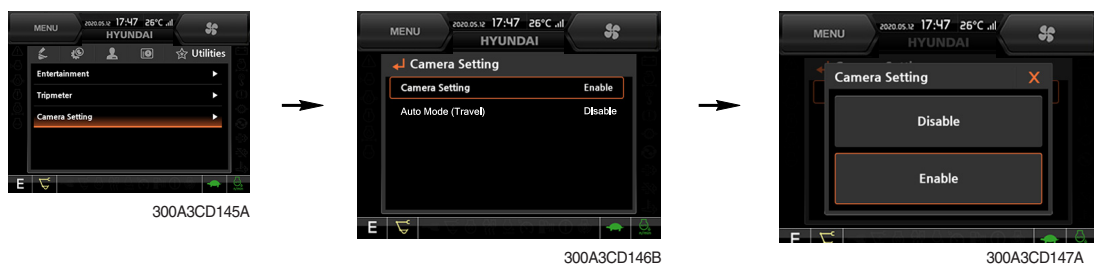 MENU 2020.05.12 17:47 26°C
HYUNDAI
Utilities
Entertainment
Tripmeter
Camera Setting
E
300A3CD145A
MENU 2020.05.12 17:47 26°C
HYUNDAI
Camera Setting
Camera Setting Enable
Auto Mode (Travel) Disable
E
300A3CD146B
MENU 2020.05.12 17:47 26°C
HYUNDAI
Camera Setting X
Disable
Enable
E
300A3CD147A